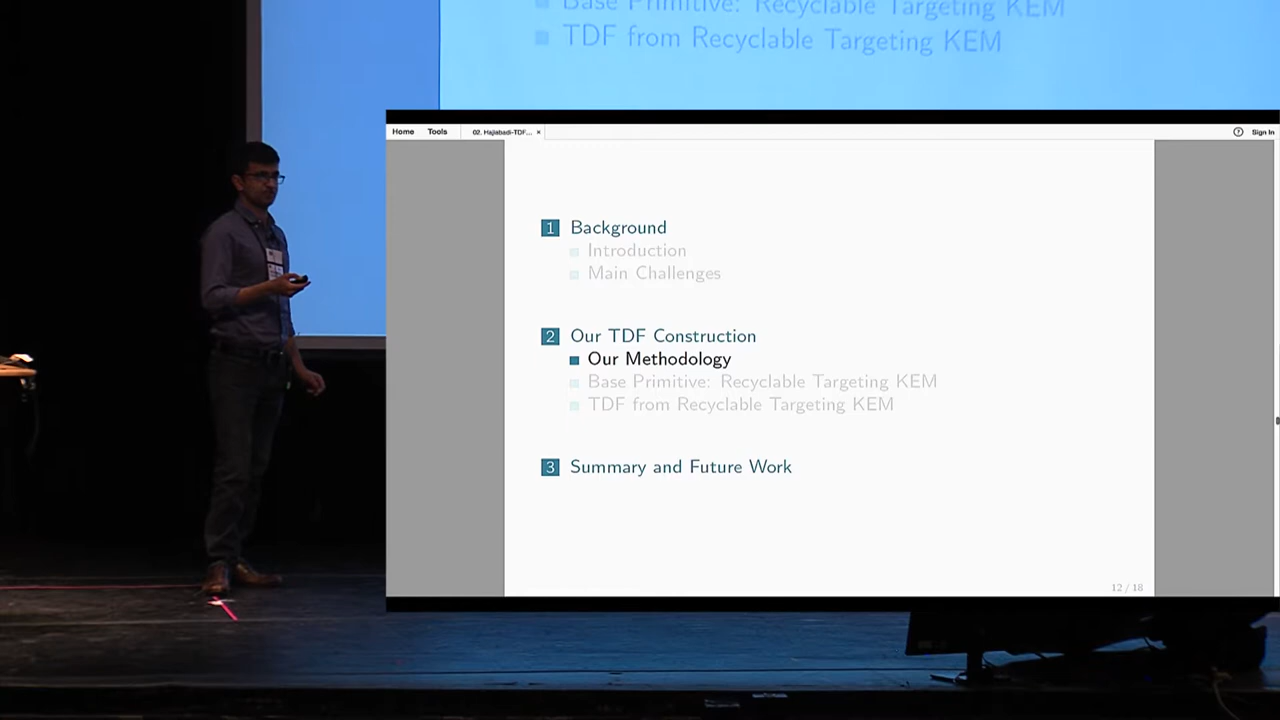 Base Primitive: Recyclable Targeting KEM
TDF from Recyclable Targeting KEM
Home Tools 02. Hajiabadi-TDF... × ? Sign In
1 Background
Introduction
Main Challenges
2 Our TDF Construction
Our Methodology
Base Primitive: Recyclable Targeting KEM
TDF from Recyclable Targeting KEM
3 Summary and Future Work
12 / 18